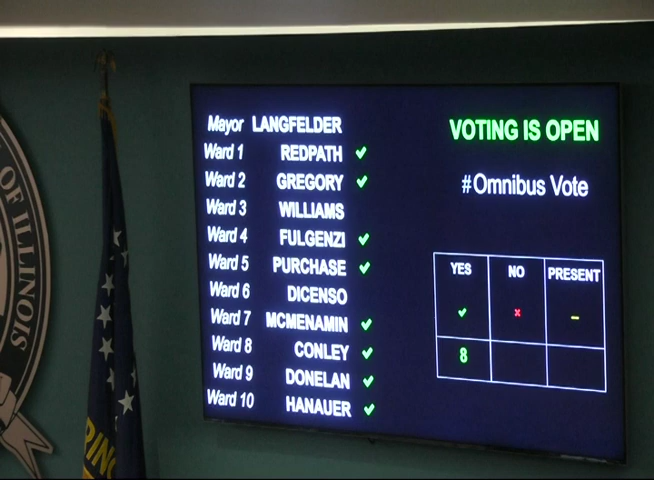 OF ILLINOIS
RIN
Mayor LANGFELDER
Ward 1 REDPATH ✓
Ward 2 GREGORY ✓
Ward 3 WILLIAMS
Ward 4 FULGENZI ✓
Ward 5 PURCHASE ✓
Ward 6 DICENSO
Ward 7 MCMENAMIN ✓
Ward 8 CONLEY ✓
Ward 9 DONELAN ✓
Ward 10 HANAUER ✓
VOTING IS OPEN
#Omnibus Vote
YES NO PRESENT
✓ × –
8